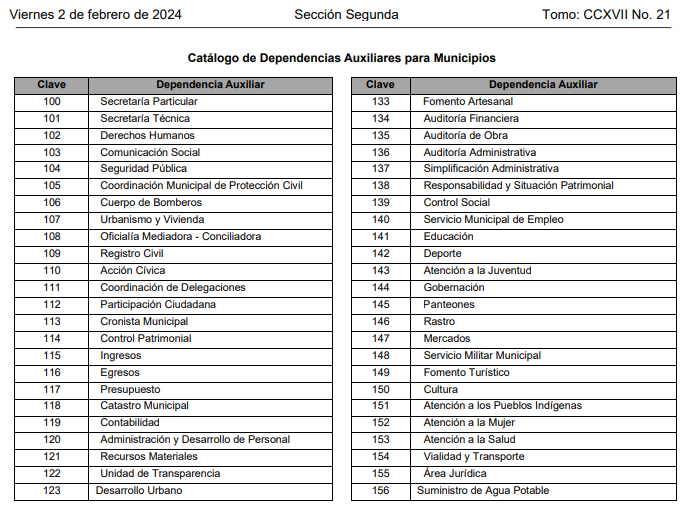 Viernes 2 de febrero de 2024 Sección Segunda Tomo: CCXVII No. 21
Catálogo de Dependencias Auxiliares para Municipios
Clave Dependencia Auxiliar
100 Secretaría Particular
101 Secretaría Técnica
102 Derechos Humanos
103 Comunicación Social
104 Seguridad Pública
105 Coordinación Municipal de Protección Civil
106 Cuerpo de Bomberos
107 Urbanismo y Vivienda
108 Oficialía Mediadora - Conciliadora
109 Registro Civil
110 Acción Cívica
111 Coordinación de Delegaciones
112 Participación Ciudadana
113 Cronista Municipal
114 Control Patrimonial
115 Ingresos
116 Egresos
117 Presupuesto
118 Catastro Municipal
119 Contabilidad
120 Administración y Desarrollo de Personal
121 Recursos Materiales
122 Unidad de Transparencia
123 Desarrollo Urbano
Clave Dependencia Auxiliar
133 Fomento Artesanal
134 Auditoría Financiera
135 Auditoría de Obra
136 Auditoría Administrativa
137 Simplificación Administrativa
138 Responsabilidad y Situación Patrimonial
139 Control Social
140 Servicio Municipal de Empleo
141 Educación
142 Deporte
143 Atención a la Juventud
144 Gobernación
145 Panteones
146 Rastro
147 Mercados
148 Servicio Militar Municipal
149 Fomento Turístico
150 Cultura
151 Atención a los Pueblos Indígenas
152 Atención a la Mujer
153 Atención a la Salud
154 Vialidad y Transporte
155 Área Jurídica
156 Suministro de Agua Potable